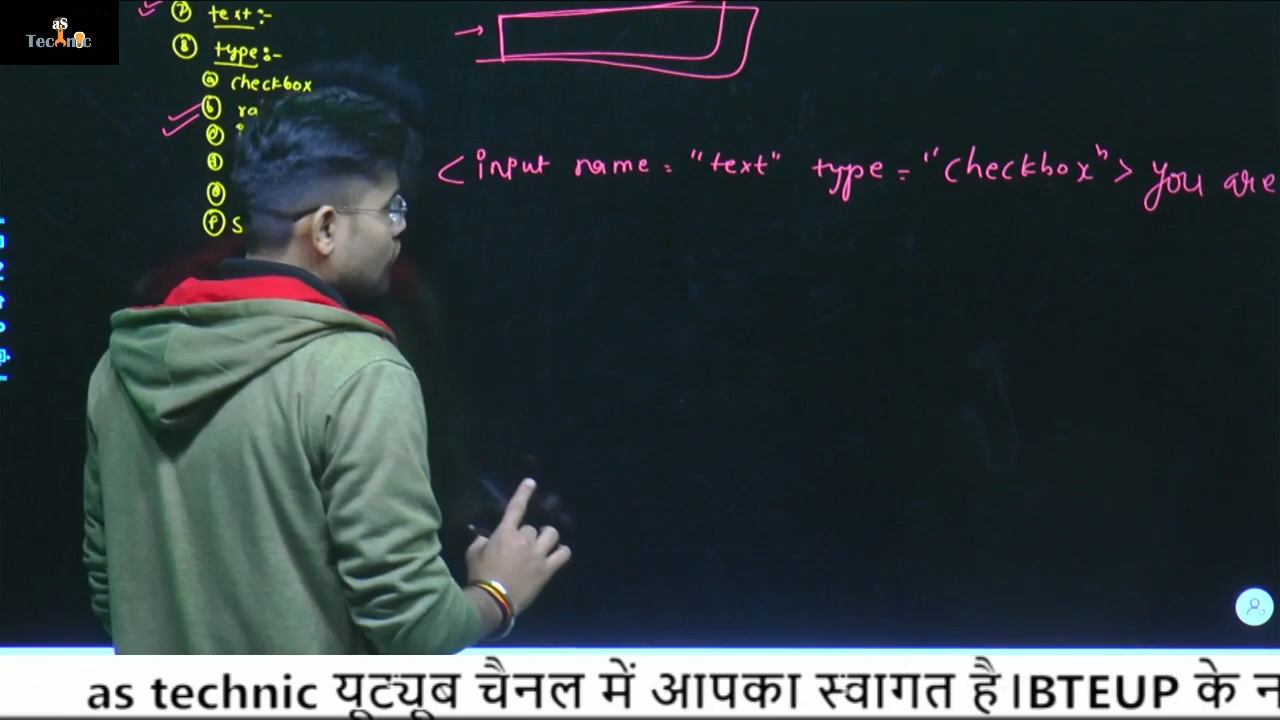 as
Technic
⑦ text:-
⑧ type:-
ⓐ checkbox
ⓑ ra
ⓕ S
<input name="text" type="checkbox"> you are
as technic यूट्यूब चैनल में आपका स्वागत है।BTEUP के न